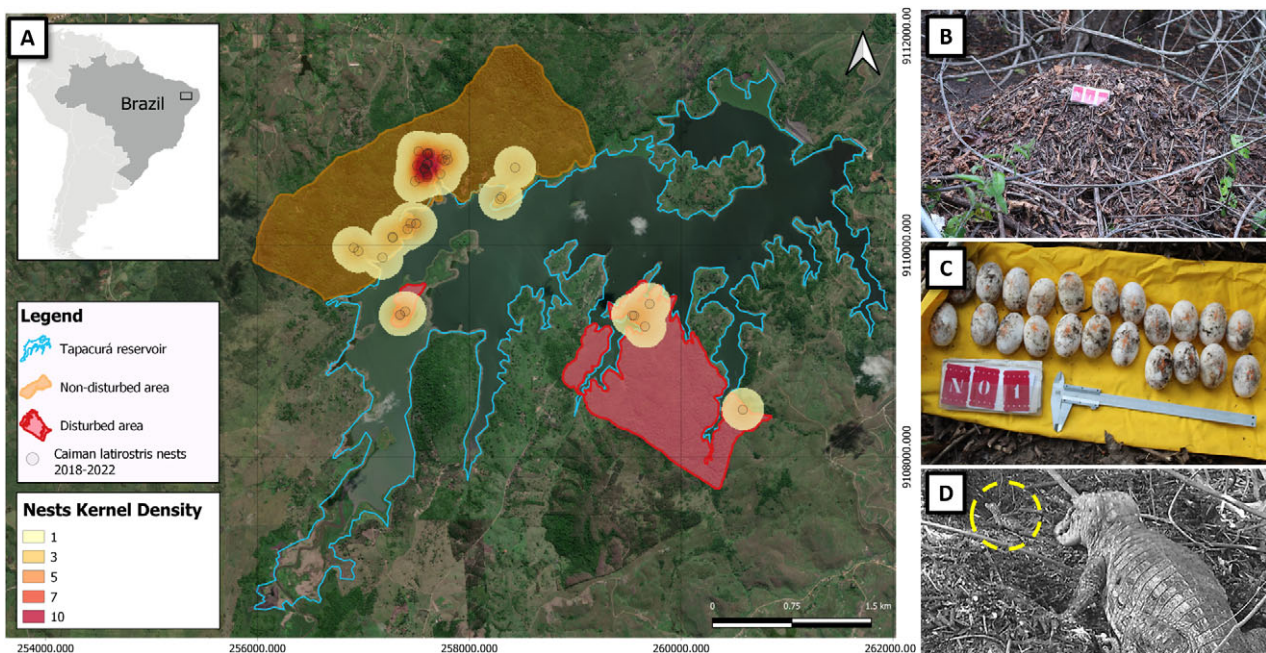 A
Brazil
Legend
Tapacurá reservoir
Non-disturbed area
Disturbed area
Caiman latirostris nests
2018-2022
Nests Kernel Density
1
3
5
7
10
0 0.75 1.5 km
254000.000 256000.000 258000.000 260000.000 262000.000
9112000.00
9110000.000
9108000.000
B
C
N 0 1
D